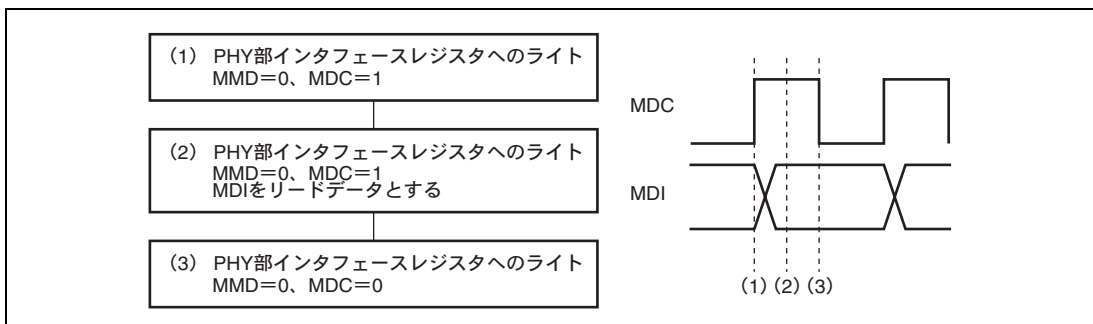 (1) PHY部インタフェースレジスタへのライト
MMD=0、MDC=1
(2) PHY部インタフェースレジスタへのライト
MMD=0、MDC=1
MDIをリードデータとする
(3) PHY部インタフェースレジスタへのライト
MMD=0、MDC=0
MDC
MDI
(1) (2) (3)